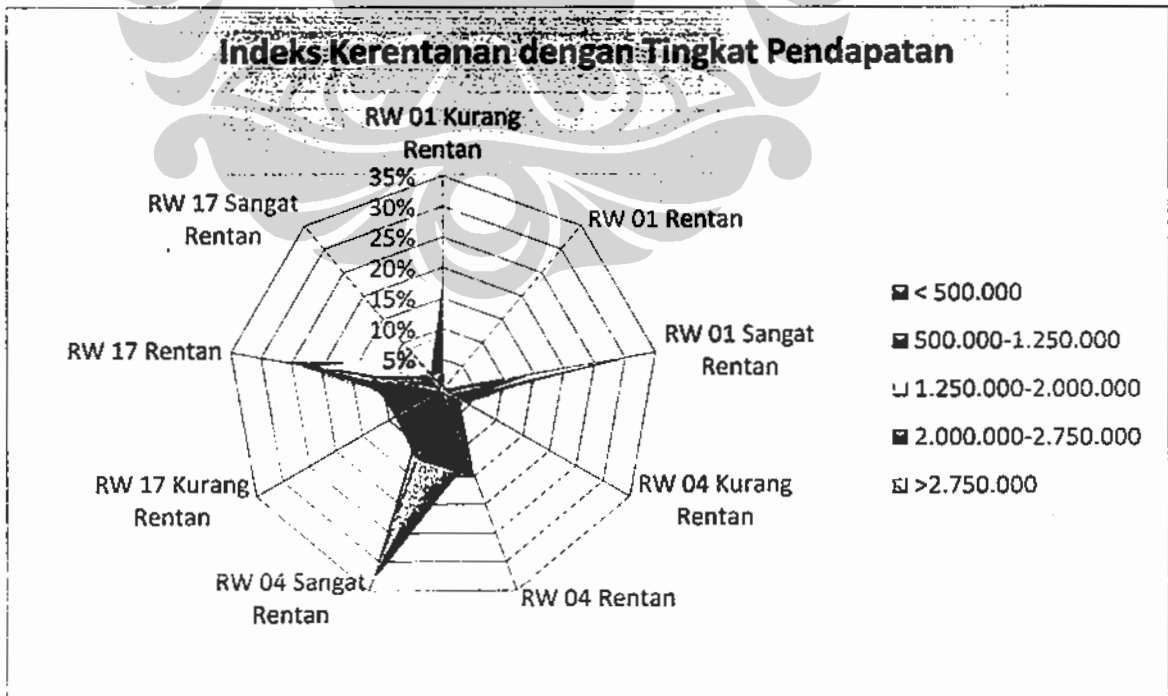 Indeks Kerentanan dengan Tingkat Pendapatan
RW 01 Kurang
Rentan
35%
30%
25%
20%
15%
10%
5%
RW 01 Rentan
RW 01 Sangat
Rentan
RW 04 Kurang
Rentan
RW 04 Rentan
RW 04 Sangat
Rentan
RW 17 Kurang
Rentan
RW 17 Rentan
RW 17 Sangat
Rentan
< 500.000
500.000-1.250.000
1.250.000-2.000.000
2.000.000-2.750.000
>2.750.000